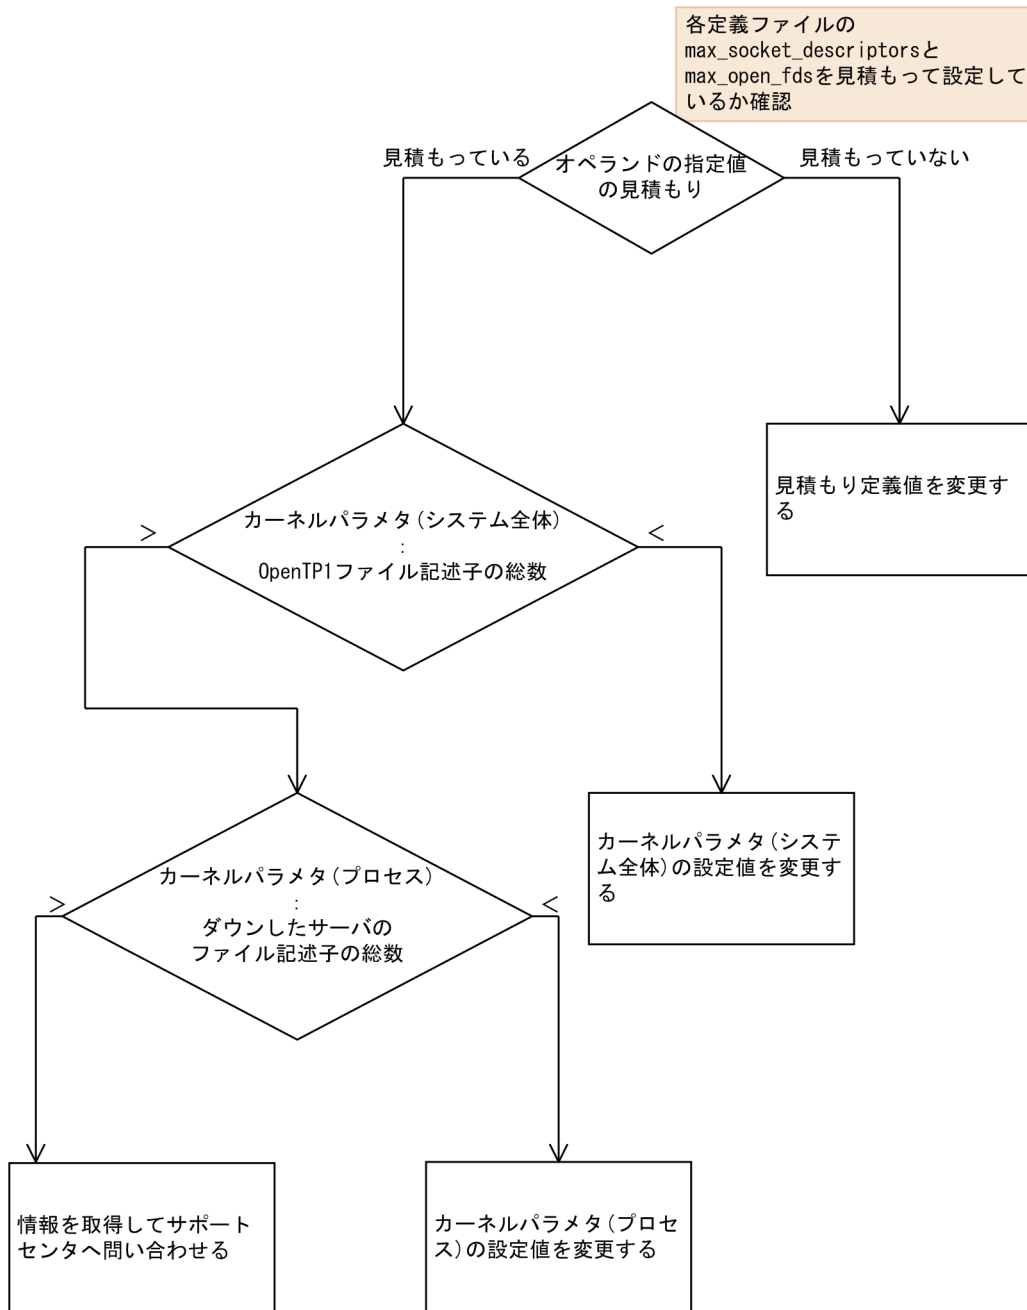 各定義ファイルの
max_socket_descriptorsと
max_open_fdsを見積もって設定して
いるか確認
見積もっている
オペランドの指定値
の見積もり
見積もっていない
見積もり定義値を変更す
る
＞
カーネルパラメタ(システム全体)
:
OpenTP1ファイル記述子の総数
＜
カーネルパラメタ(システ
ム全体)の設定値を変更す
る
＞
カーネルパラメタ(プロセス)
:
ダウンしたサーバの
ファイル記述子の総数
＜
情報を取得してサポート
センタへ問い合わせる
カーネルパラメタ(プロセ
ス)の設定値を変更する